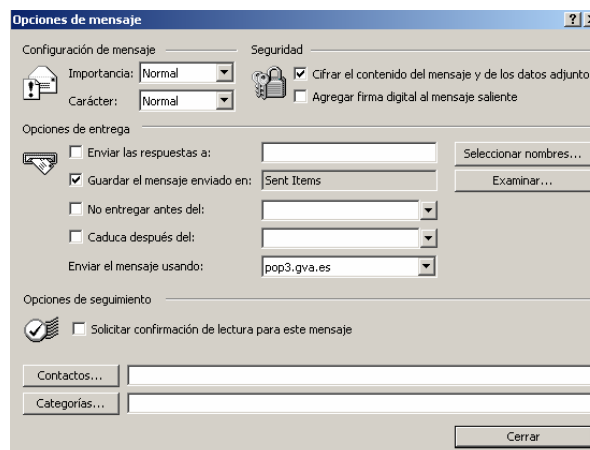 Opciones de mensaje
Configuración de mensaje
Seguridad
Importancia: Normal
Cifrar el contenido del mensaje y de los datos adjunto
Carácter: Normal
Agregar firma digital al mensaje saliente
Opciones de entrega
Enviar las respuestas a:
Seleccionar nombres...
Guardar el mensaje enviado en: Sent Items
Examinar...
No entregar antes del:
Caduca después del:
Enviar el mensaje usando: pop3.gva.es
Opciones de seguimiento
Solicitar confirmación de lectura para este mensaje
Contactos...
Categorías...
Cerrar